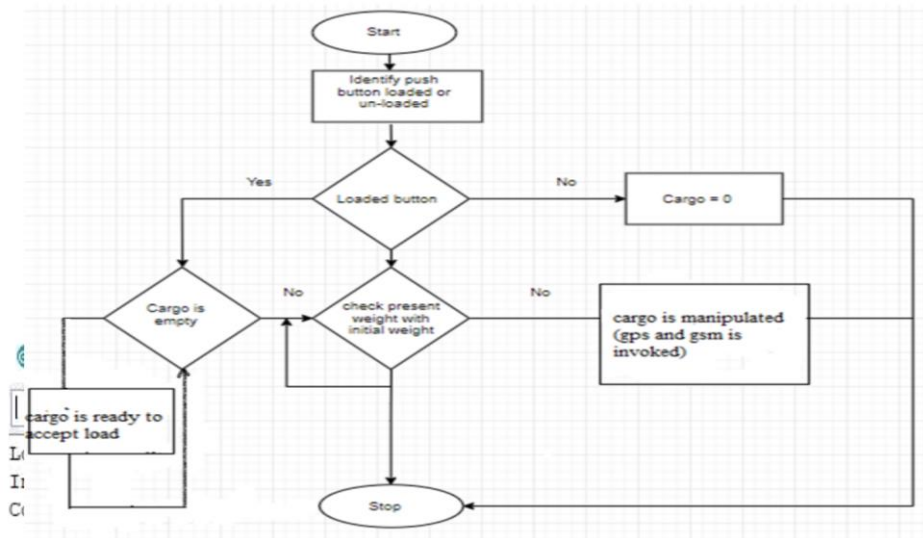 Start
Identify push
button loaded or
un-loaded
Yes
Loaded button
No
Cargo = 0
Cargo is
empty
No
check present
weight with
initial weight
No
cargo is manipulated
(gps and gsm is
invoked)
cargo is ready to
accept load
Stop